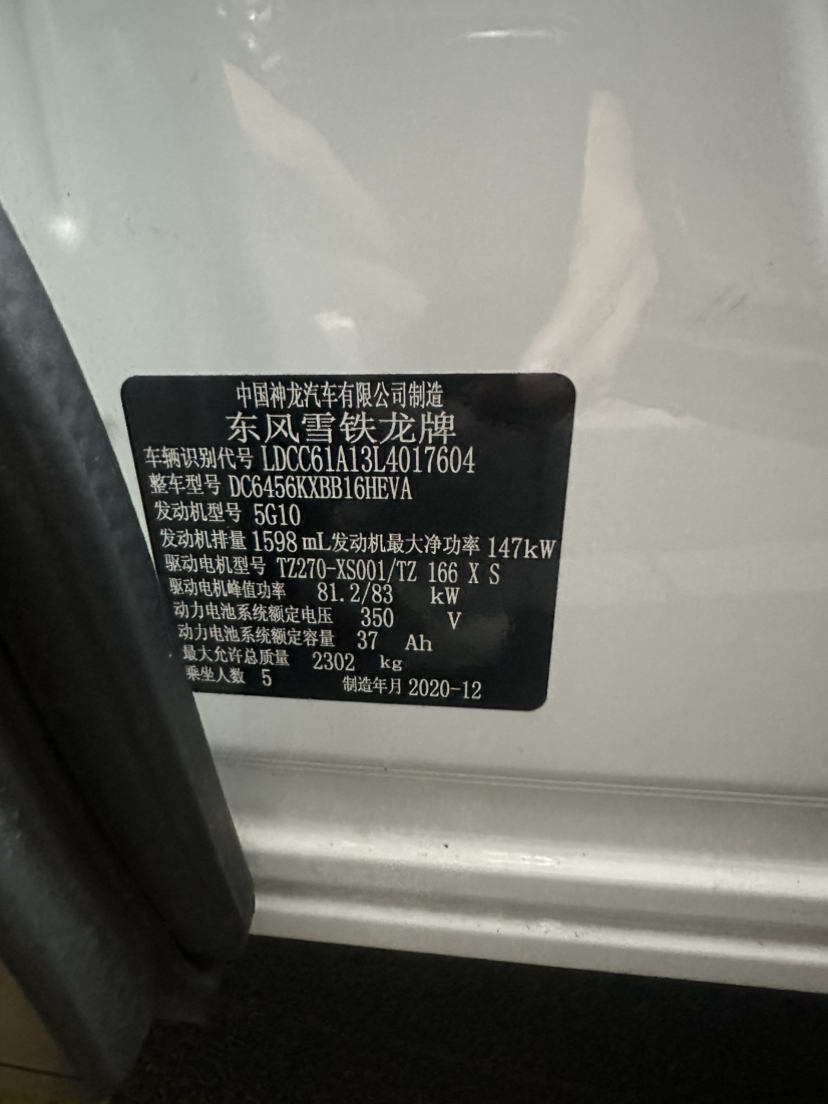 中国神龙汽车有限公司制造
东风雪铁龙牌
车辆识别代号 LDCC61A13L4017604
整车型号 DC6456KXBB16HEVA
发动机型号 5G10
发动机排量 1598 mL 发动机最大净功率 147kW
驱动电机型号 TZ270-XS001/TZ 166 X S
驱动电机峰值功率 81.2/83 kW
动力电池系统额定电压 350 V
动力电池系统额定容量 37 Ah
最大允许总质量 2302 kg
乘坐人数 5 制造年月 2020-12